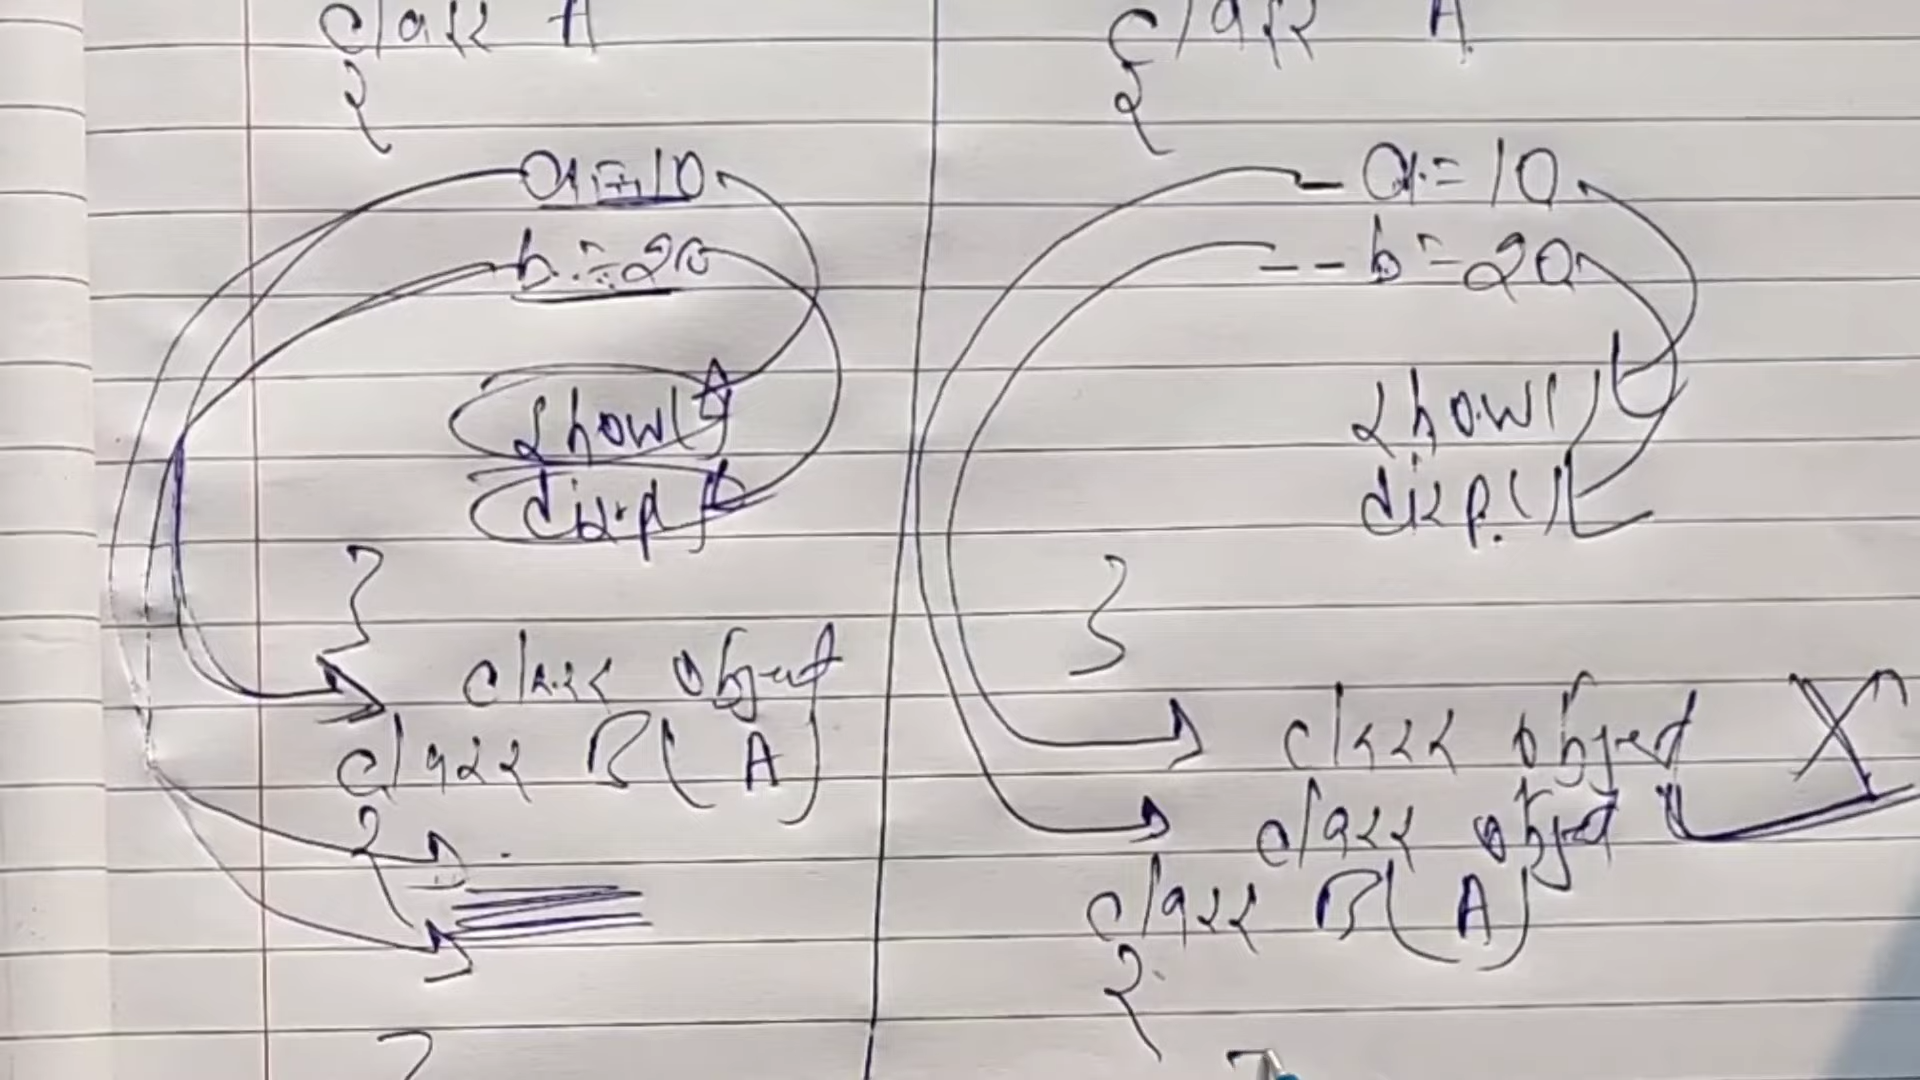 class A
{
a=10
b=20
show()
disp()
}
class object
class B(A)
{
class A
{
- a=10
-- b=20
show()
disp()
}
class object X
class object
class B(A)
{